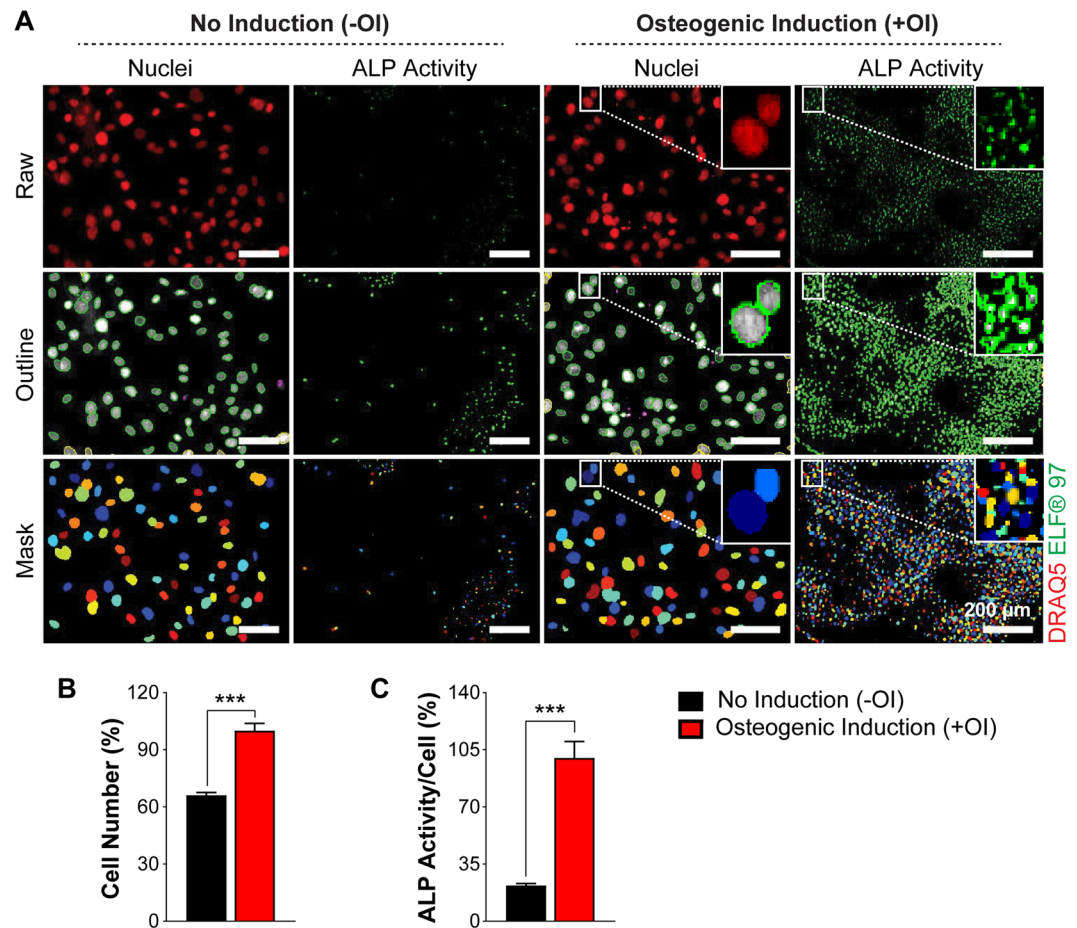 A
No Induction (-OI)
Osteogenic Induction (+OI)
Nuclei
ALP Activity
Nuclei
ALP Activity
Raw
Outline
Mask
200 µm
DRAQ5 ELF® 97
B
Cell Number (%)
120
90
60
30
0
***
C
ALP Activity/Cell (%)
140
105
70
35
0
***
No Induction (-OI)
Osteogenic Induction (+OI)